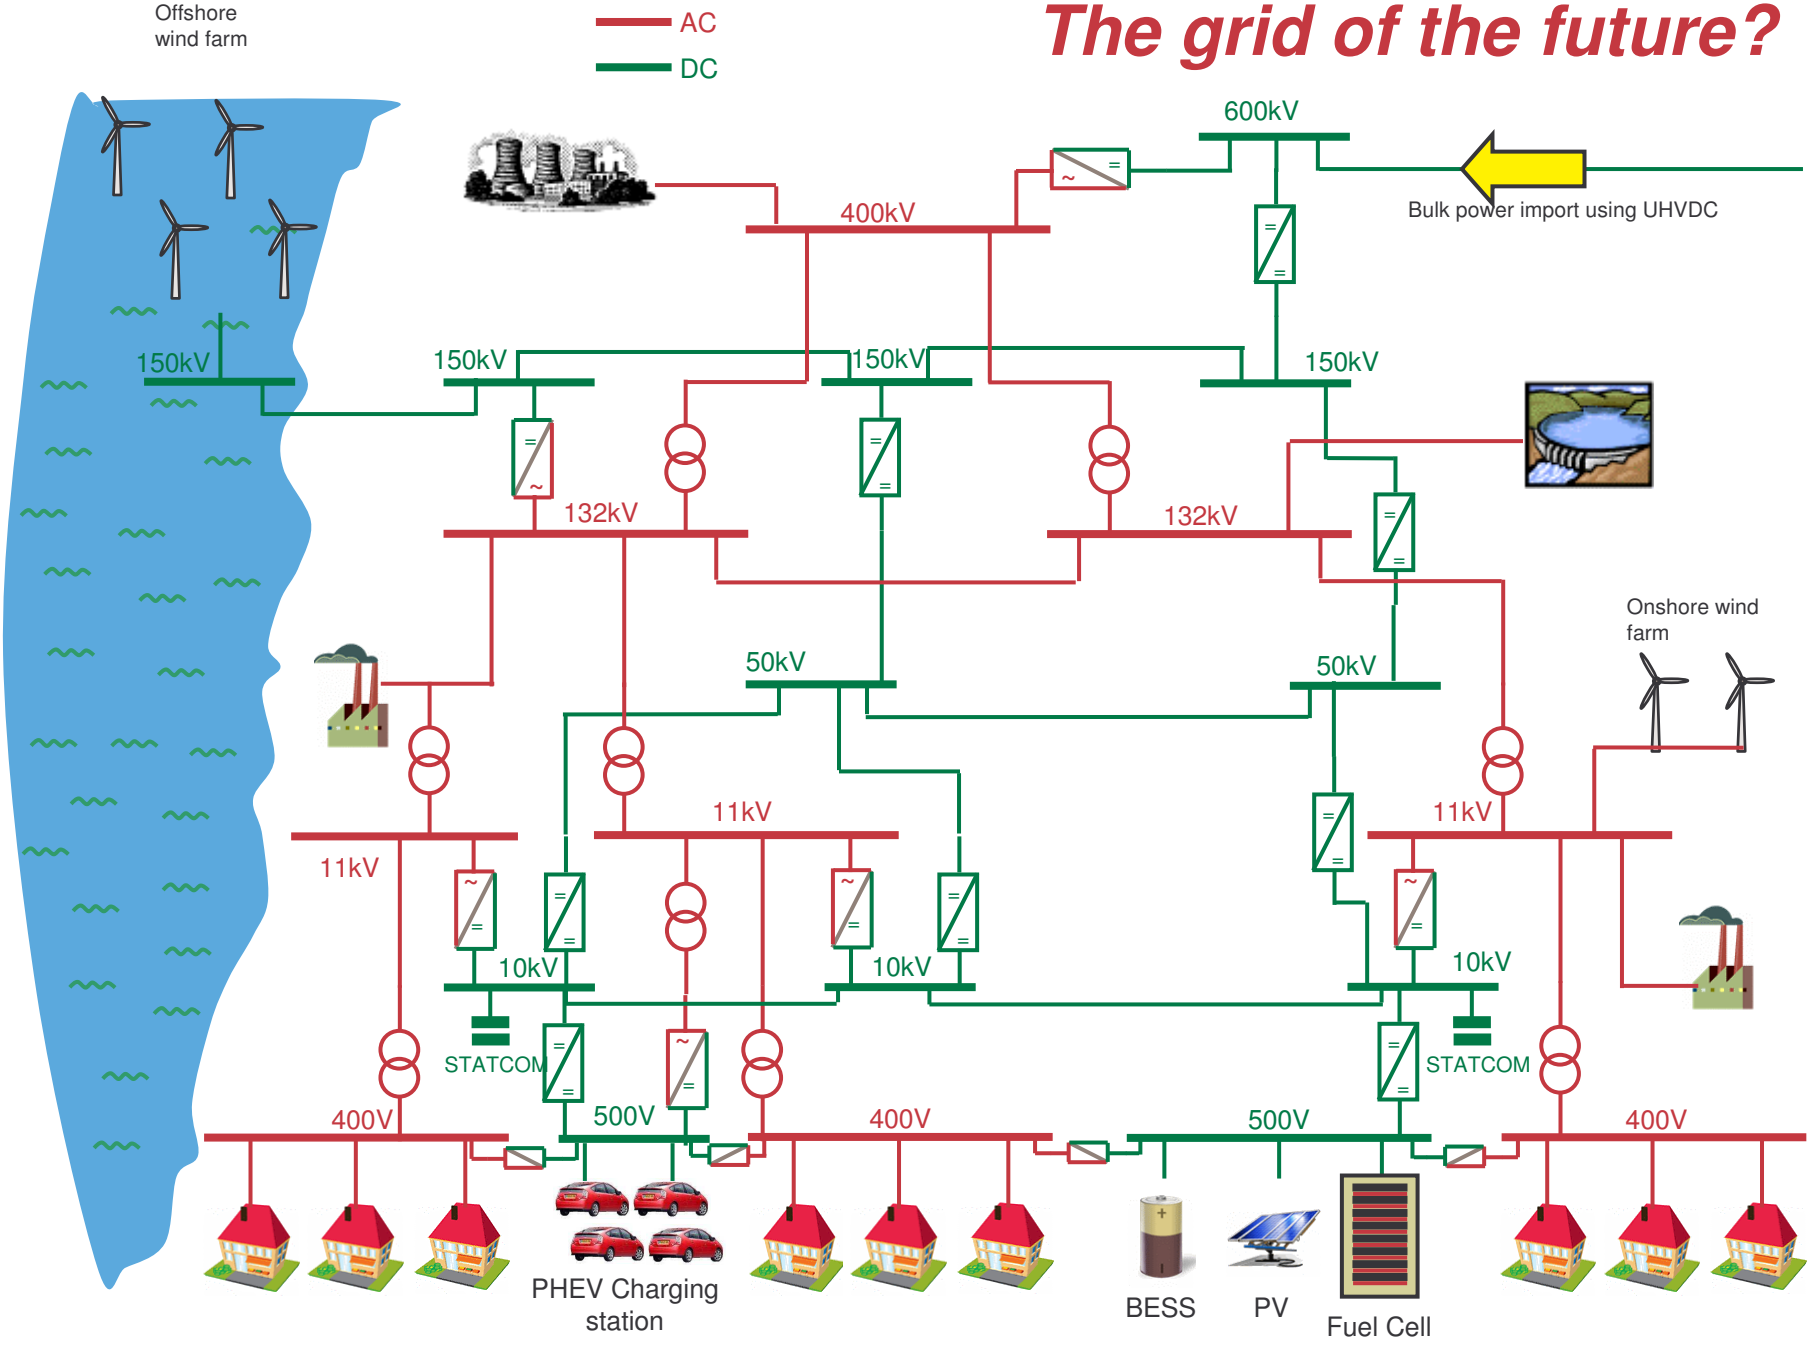 Offshore
wind farm
AC
DC
The grid of the future?
600kV
Bulk power import using UHVDC
400kV
150kV
150kV
150kV
150kV
132kV
132kV
Onshore wind
farm
50kV
50kV
11kV
11kV
11kV
10kV
10kV
10kV
STATCOM
STATCOM
400V
500V
400V
500V
400V
PHEV Charging
station
BESS
PV
Fuel Cell